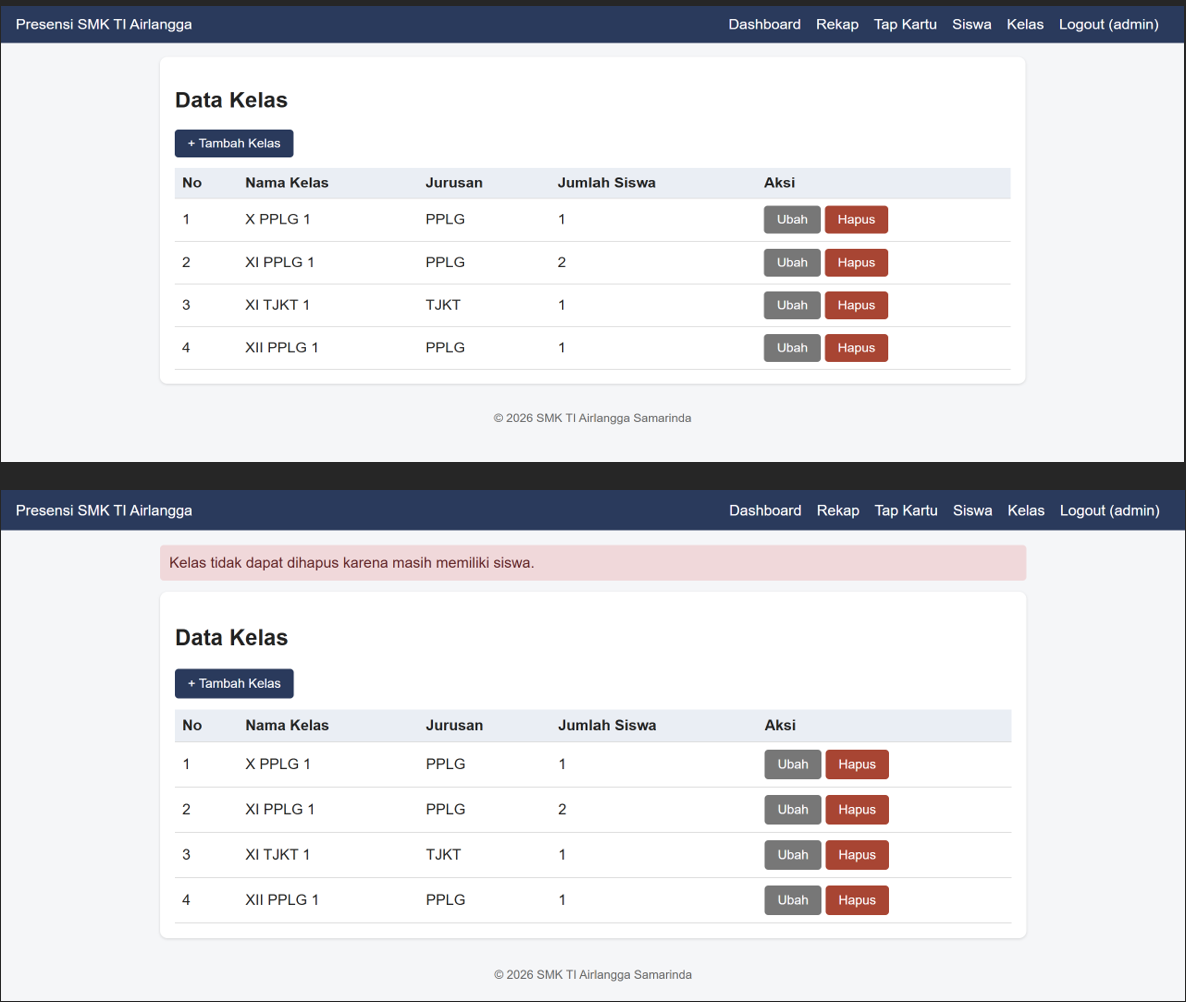 Presensi SMK TI Airlangga Dashboard Rekap Tap Kartu Siswa Kelas Logout (admin)
Data Kelas
+ Tambah Kelas
No Nama Kelas Jurusan Jumlah Siswa Aksi
1 X PPLG 1 PPLG 1 Ubah Hapus
2 XI PPLG 1 PPLG 2 Ubah Hapus
3 XI TJKT 1 TJKT 1 Ubah Hapus
4 XII PPLG 1 PPLG 1 Ubah Hapus
© 2026 SMK TI Airlangga Samarinda
Presensi SMK TI Airlangga Dashboard Rekap Tap Kartu Siswa Kelas Logout (admin)
Kelas tidak dapat dihapus karena masih memiliki siswa.
Data Kelas
+ Tambah Kelas
No Nama Kelas Jurusan Jumlah Siswa Aksi
1 X PPLG 1 PPLG 1 Ubah Hapus
2 XI PPLG 1 PPLG 2 Ubah Hapus
3 XI TJKT 1 TJKT 1 Ubah Hapus
4 XII PPLG 1 PPLG 1 Ubah Hapus
© 2026 SMK TI Airlangga Samarinda